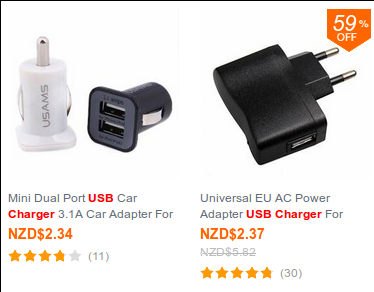 59%
OFF
USAMS
Mini Dual Port USB Car
Charger 3.1A Car Adapter For
NZD$2.34
(11)
Universal EU AC Power
Adapter USB Charger For
NZD$2.37
NZD$5.82
(30)